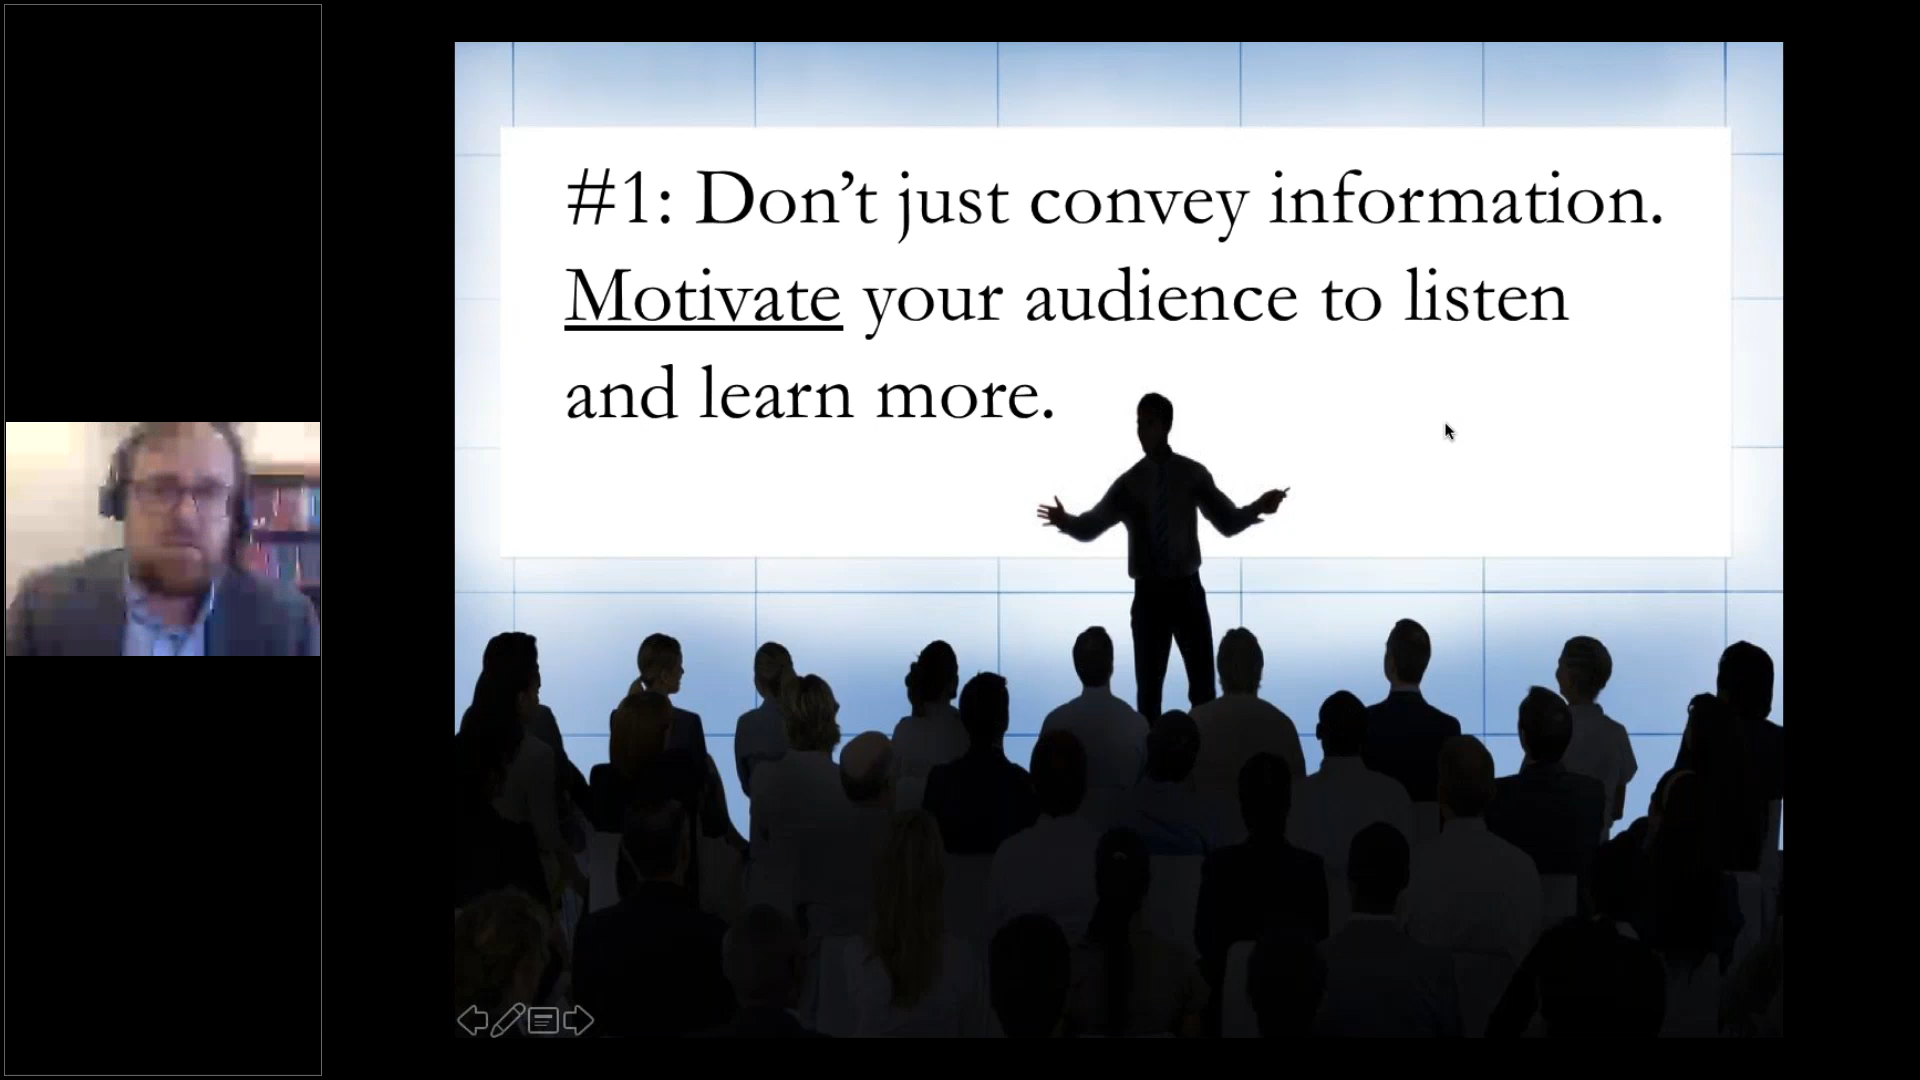 #1: Don’t just convey information.
Motivate your audience to listen
and learn more.